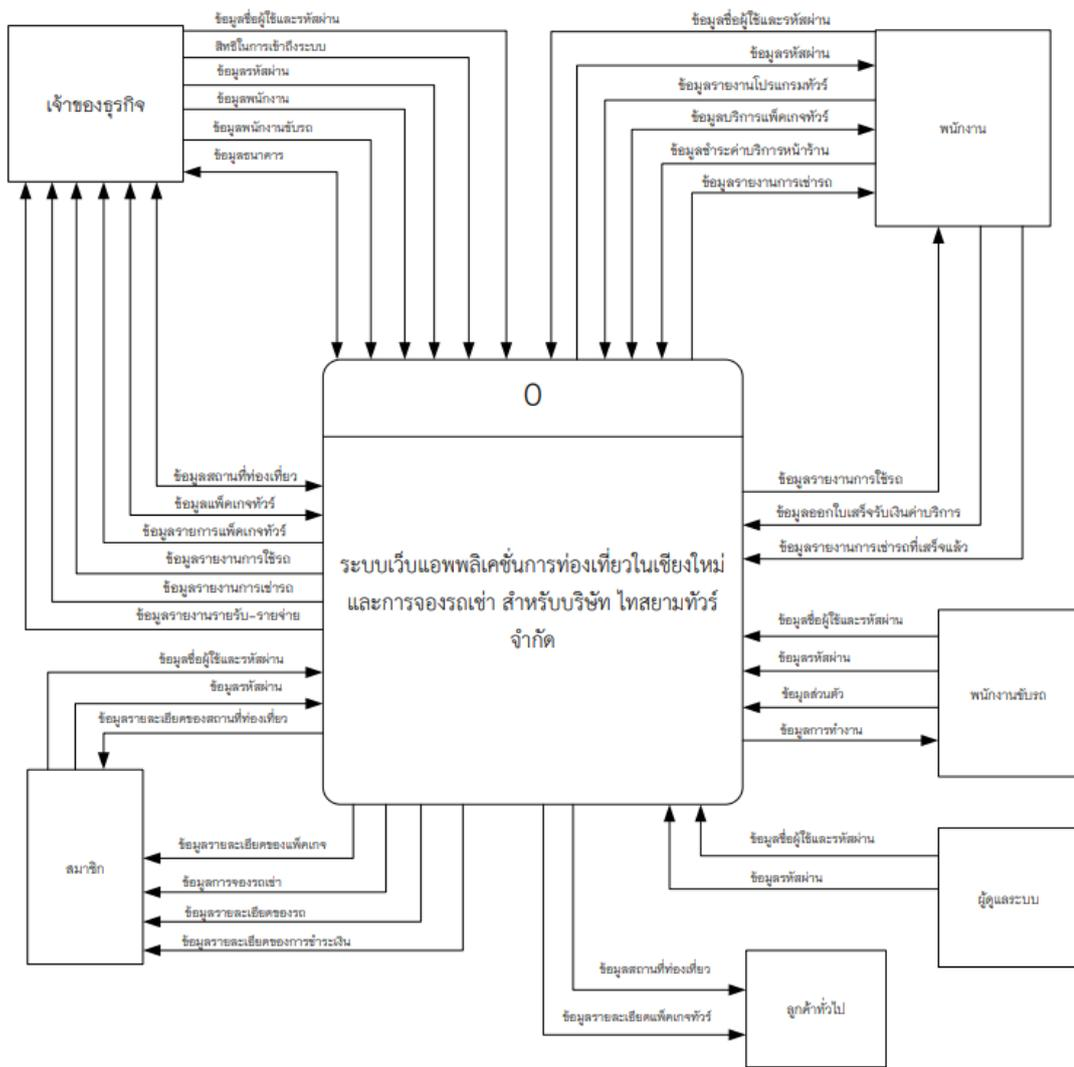 ข้อมูลชื่อผู้ใช้และรหัสผ่าน
สิทธิในการเข้าถึงระบบ
ข้อมูลรหัสผ่าน
ข้อมูลพนักงาน
ข้อมูลพนักงานขับรถ
ข้อมูลธนาคาร
เจ้าของธุรกิจ
ข้อมูลชื่อผู้ใช้และรหัสผ่าน
ข้อมูลรหัสผ่าน
ข้อมูลรายงานโปรแกรมทัวร์
ข้อมูลบริการแพ็คเกจทัวร์
ข้อมูลชำระค่าบริการหน้าร้าน
ข้อมูลรายงานการเช่ารถ
พนักงาน
0
ระบบเว็บแอพพลิเคชั่นการท่องเที่ยวในเชียงใหม่
และการจองรถเช่า สำหรับบริษัท ไทสยามทัวร์
จำกัด
ข้อมูลสถานที่ท่องเที่ยว
ข้อมูลแพ็คเกจทัวร์
ข้อมูลรายการแพ็คเกจทัวร์
ข้อมูลรายงานการใช้รถ
ข้อมูลรายงานการเช่ารถ
ข้อมูลรายงานรายรับ-รายจ่าย
ข้อมูลรายงานการใช้รถ
ข้อมูลออกใบเสร็จรับเงินค่าบริการ
ข้อมูลรายงานการเช่ารถที่เสร็จแล้ว
ข้อมูลชื่อผู้ใช้และรหัสผ่าน
ข้อมูลรหัสผ่าน
ข้อมูลส่วนตัว
ข้อมูลการทำงาน
พนักงานขับรถ
ข้อมูลชื่อผู้ใช้และรหัสผ่าน
ข้อมูลรหัสผ่าน
ข้อมูลรายละเอียดของสถานที่ท่องเที่ยว
สมาชิก
ข้อมูลรายละเอียดของแพ็คเกจ
ข้อมูลการจองรถเช่า
ข้อมูลรายละเอียดของรถ
ข้อมูลรายละเอียดของการชำระเงิน
ข้อมูลชื่อผู้ใช้และรหัสผ่าน
ข้อมูลรหัสผ่าน
ผู้ดูแลระบบ
ข้อมูลสถานที่ท่องเที่ยว
ข้อมูลรายละเอียดแพ็คเกจทัวร์
ลูกค้าทั่วไป